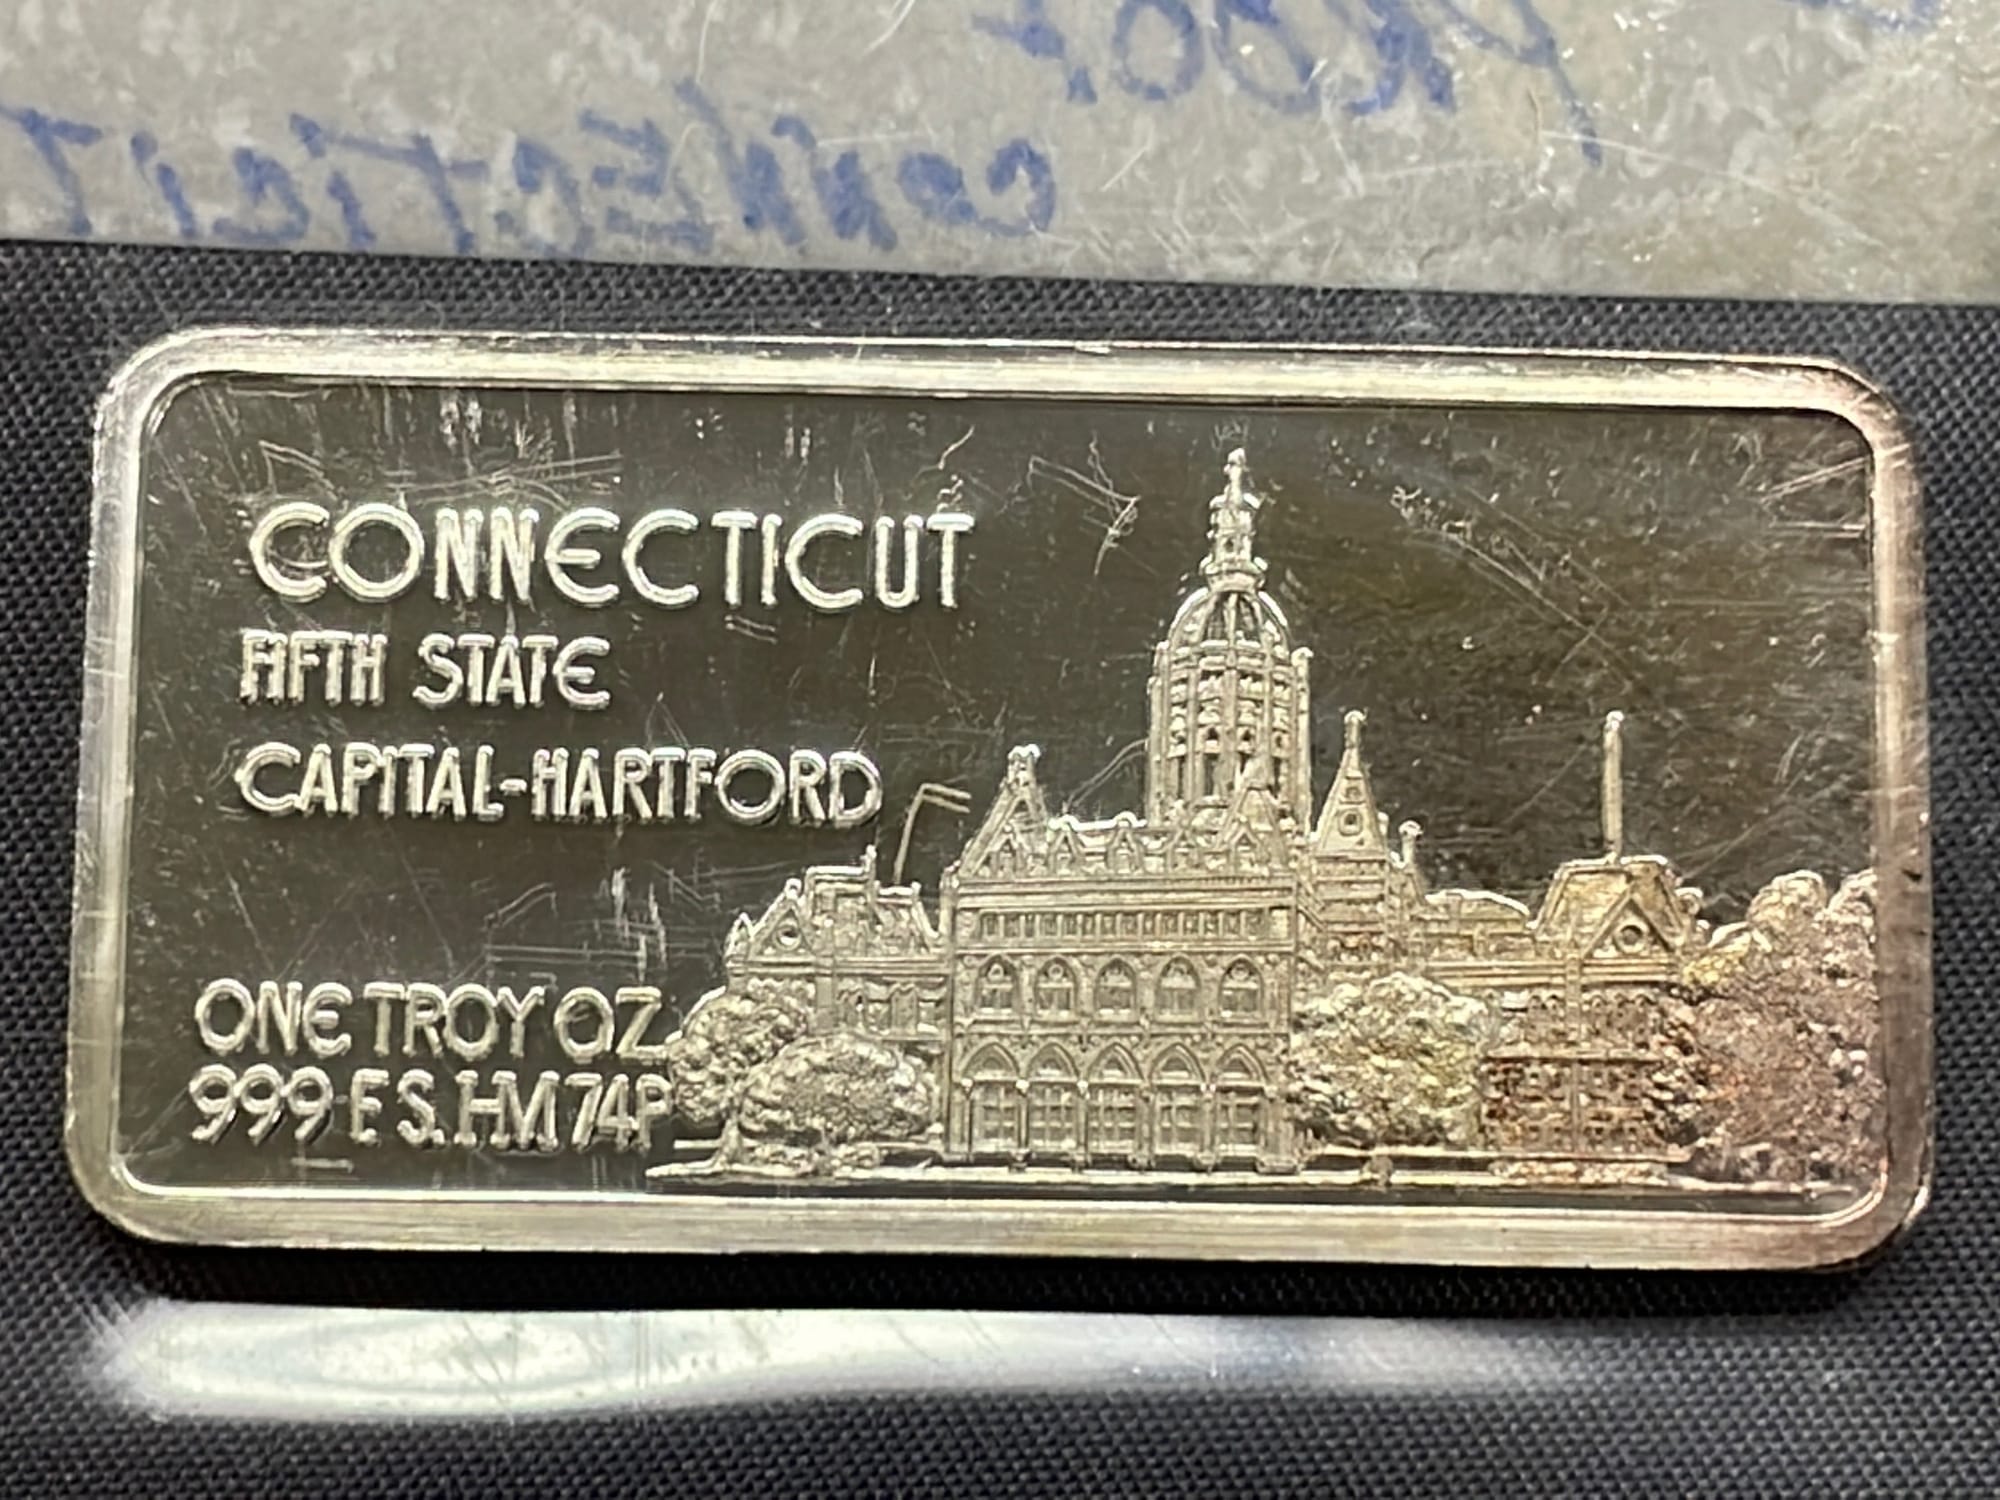 CONNECTICUT
FIFTH STATE
CAPITAL-HARTFORD
ONE TROY OZ.
999 F S. HM 74P